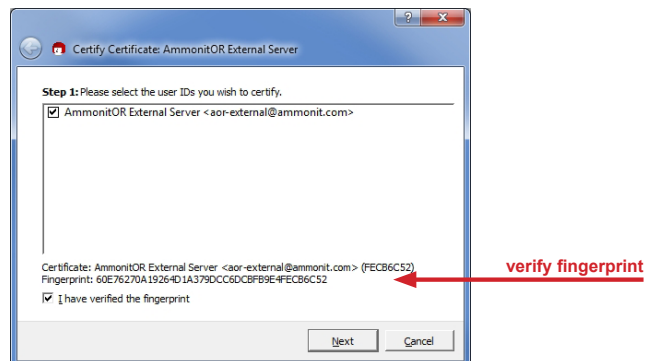 Certify Certificate: AmmonitOR External Server
Step 1: Please select the user IDs you wish to certify.
AmmonitOR External Server <aor-external@ammonit.com>
Certificate: AmmonitOR External Server <aor-external@ammonit.com> (FECB6C52)
Fingerprint: 60E76270A19264D1A379DCC6DCBFB9E4FECB6C52
verify fingerprint
I have verified the fingerprint
Next
Cancel